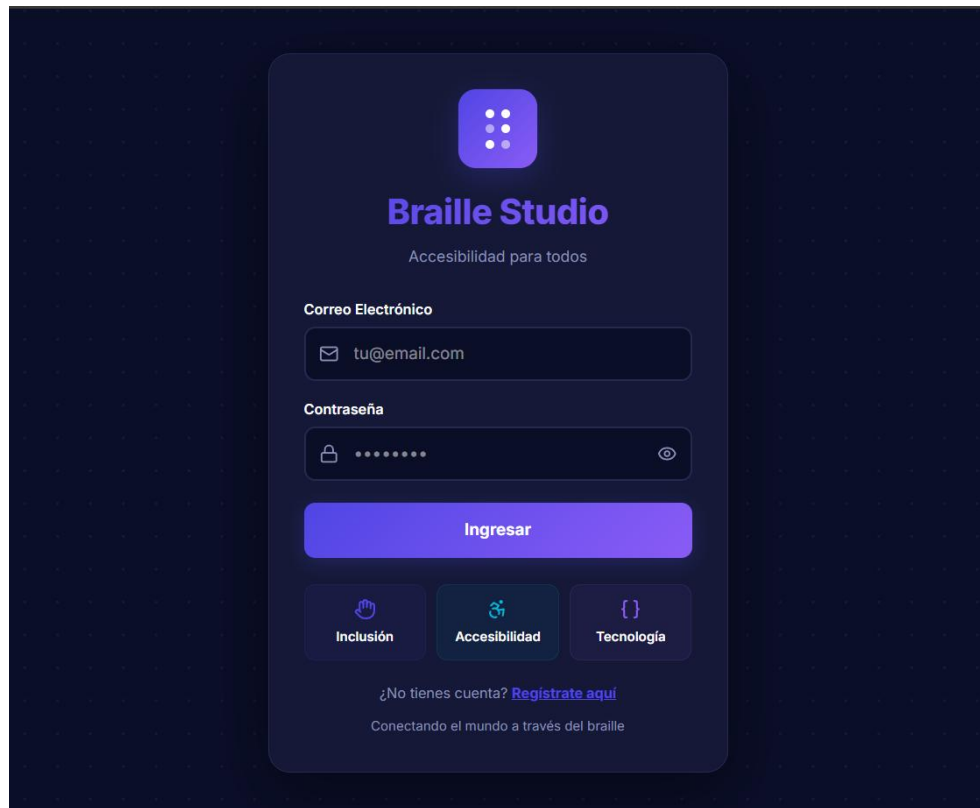 Braille Studio
Accesibilidad para todos
Correo Electrónico
tu@email.com
Contraseña
••••••••
Ingresar
Inclusión Accesibilidad Tecnología
¿No tienes cuenta? Regístrate aquí
Conectando el mundo a través del braille